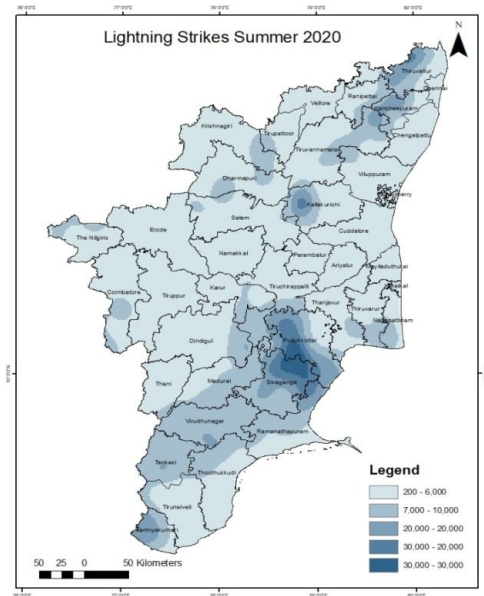 Lightning Strikes Summer 2020
N
Thiruvallur
Chennai
Ranipettai
Vellore
Kancheepuram
Krishnagiri
Tirupattoor
Chengalpattu
Tiruvannamalai
Viluppuram
Dharmapuri
Kallakurichi
Salem
Cuddalore
The Nilgiris
Erode
Namakkal
Perambalur
Ariyalur
Mayiladuthurai
Karur
Tiruchirappalli
Coimbatore
Tiruppur
Thanjavur
Thiruvarur
Nagapattinam
Dindigul
Pudukkottai
Theni
Madurai
Sivaganga
Virudhunagar
Ramanathapuram
Tenkasi
Thoothukkudi
Tirunelveli
Kanniyakumari
Legend
200 - 6,000
7,000 - 10,000
20,000 - 20,000
30,000 - 20,000
30,000 - 30,000
50 25 0 50 Kilometers